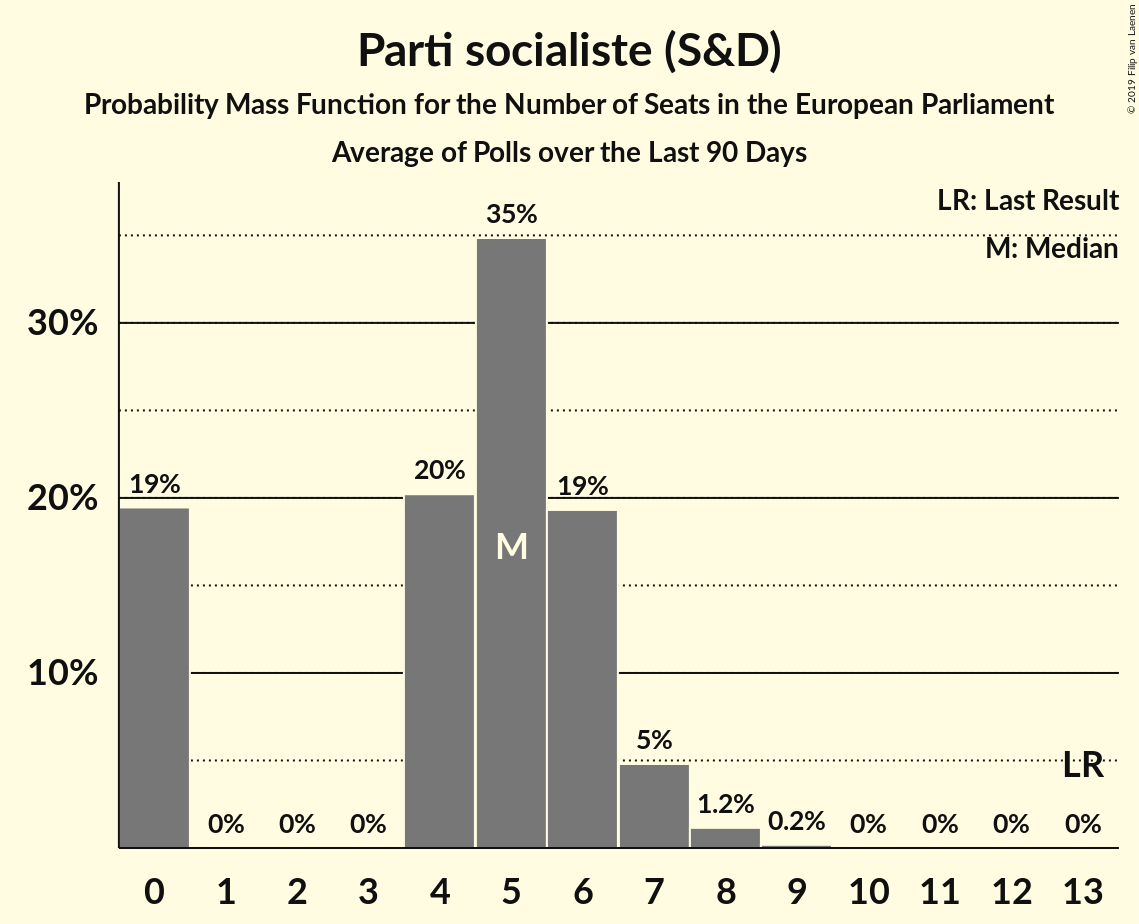 Parti socialiste (S&D)
Probability Mass Function for the Number of Seats in the European Parliament
Average of Polls over the Last 90 Days
© 2019 Filip van Laenen
LR: Last Result
M: Median
35%
30%
20%
19%
20%
19%
M
10%
5%
LR
1.2%
0.2%
0% 0% 0% 0% 0% 0% 0%
0 1 2 3 4 5 6 7 8 9 10 11 12 13